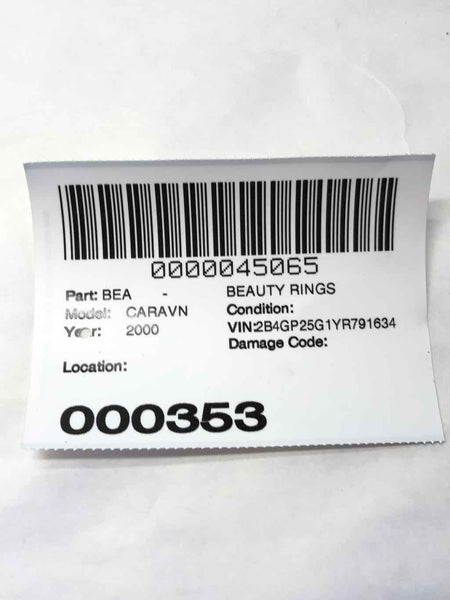 0000045065
Part: BEA - BEAUTY RINGS
Model: CARAVN Condition:
Year: 2000 VIN:2B4GP25G1YR791634
Damage Code:
Location:
000353